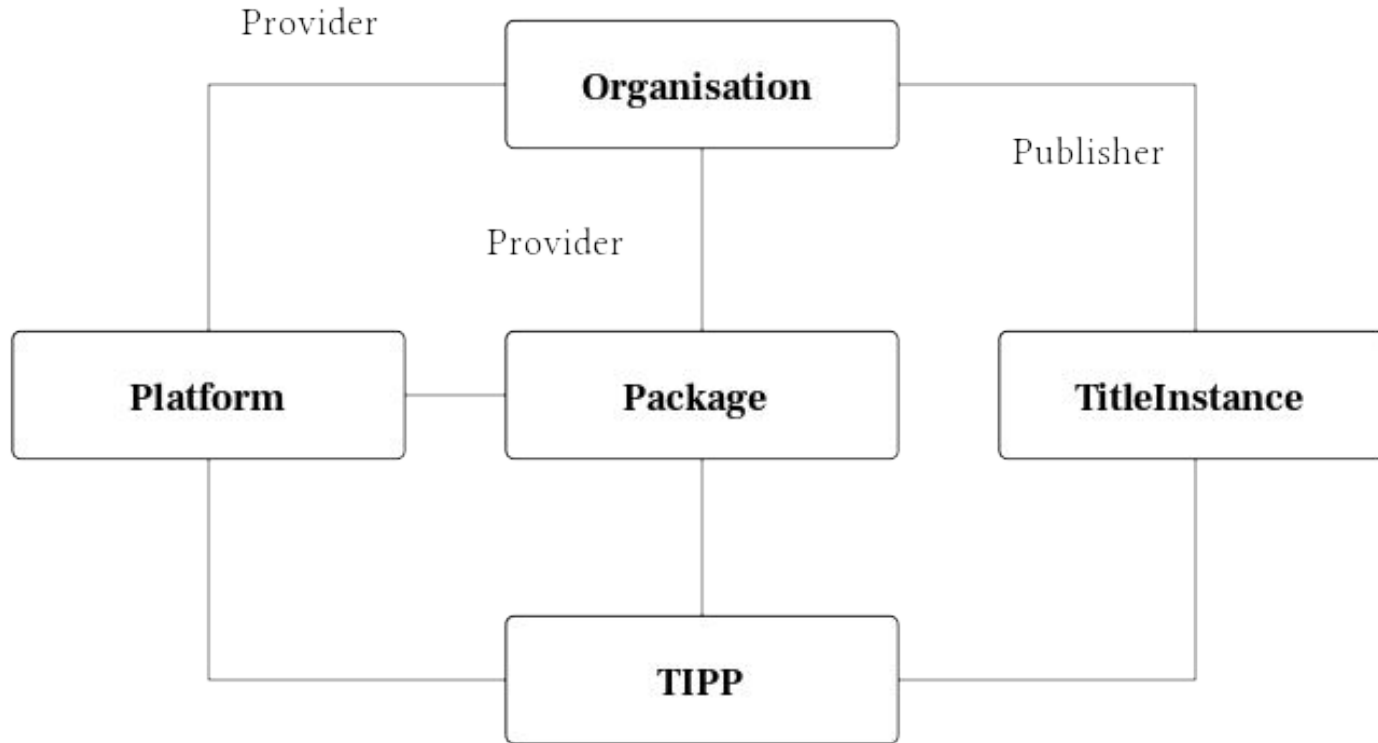 Provider
Organisation
Publisher
Provider
Platform
Package
TitleInstance
TIPP